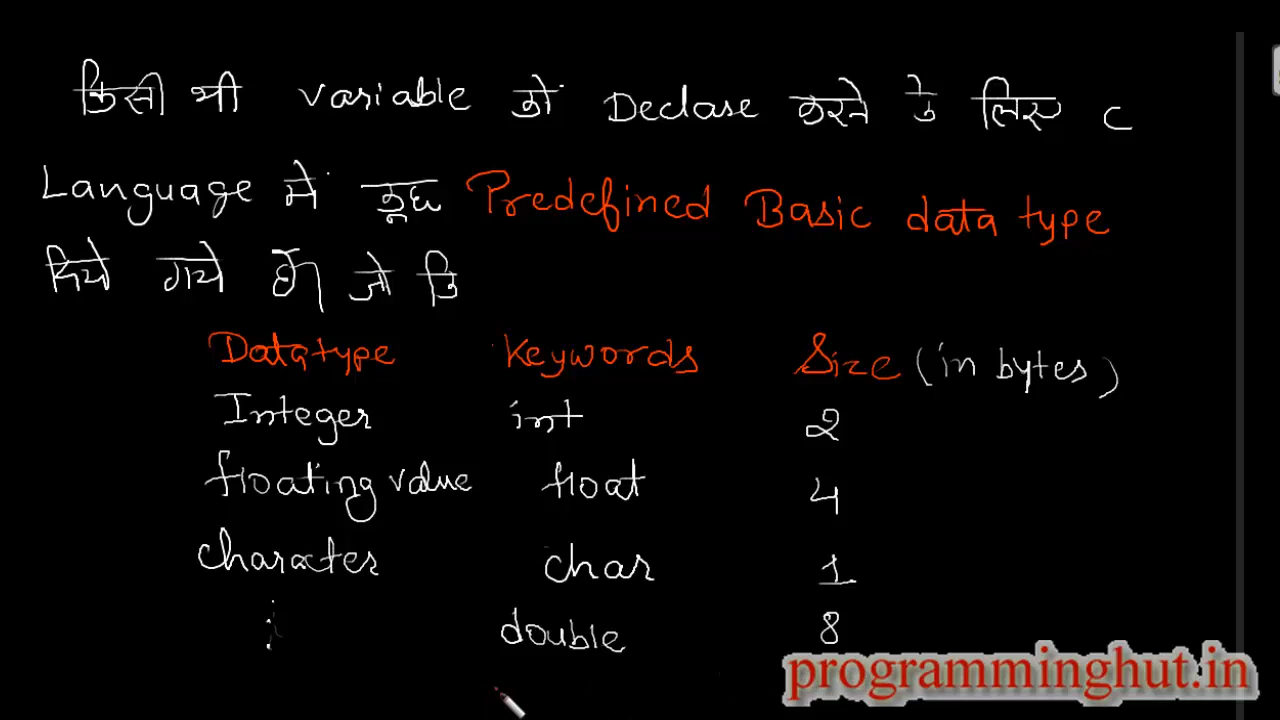 किसी भी variable को Declare करने के लिए C
Language में कुछ Predefined Basic data type
दिये गये हैं जो कि
Datatype Keywords Size (in bytes)
Integer int 2
floating value float 4
character char 1
: double 8
programminghut.in